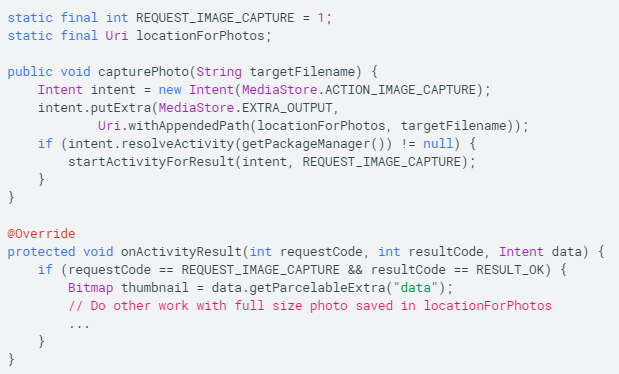 static final int REQUEST_IMAGE_CAPTURE = 1;
static final Uri locationForPhotos;

public void capturePhoto(String targetFilename) {
    Intent intent = new Intent(MediaStore.ACTION_IMAGE_CAPTURE);
    intent.putExtra(MediaStore.EXTRA_OUTPUT,
            Uri.withAppendedPath(locationForPhotos, targetFilename));
    if (intent.resolveActivity(getPackageManager()) != null) {
        startActivityForResult(intent, REQUEST_IMAGE_CAPTURE);
    }
}

@Override
protected void onActivityResult(int requestCode, int resultCode, Intent data) {
    if (requestCode == REQUEST_IMAGE_CAPTURE && resultCode == RESULT_OK) {
        Bitmap thumbnail = data.getParcelableExtra("data");
        // Do other work with full size photo saved in locationForPhotos
        ...
    }
}